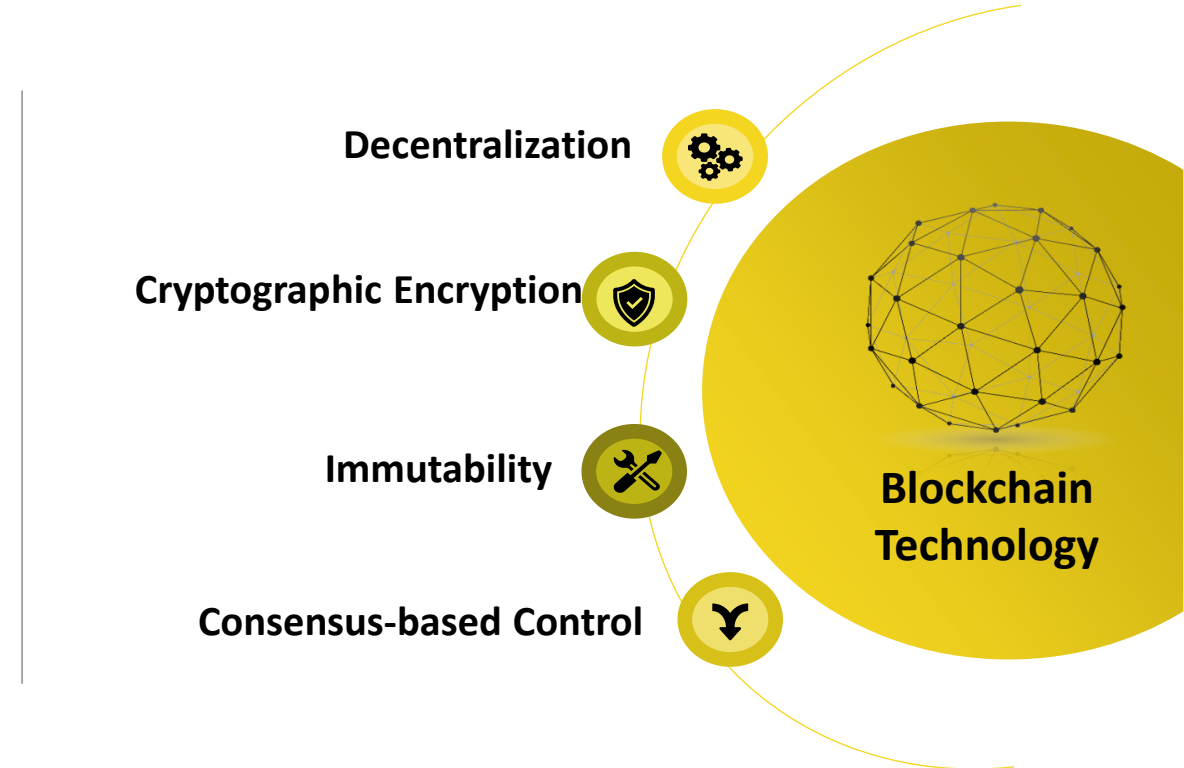 Decentralization
Cryptographic Encryption
Immutability
Consensus-based Control
Blockchain
Technology